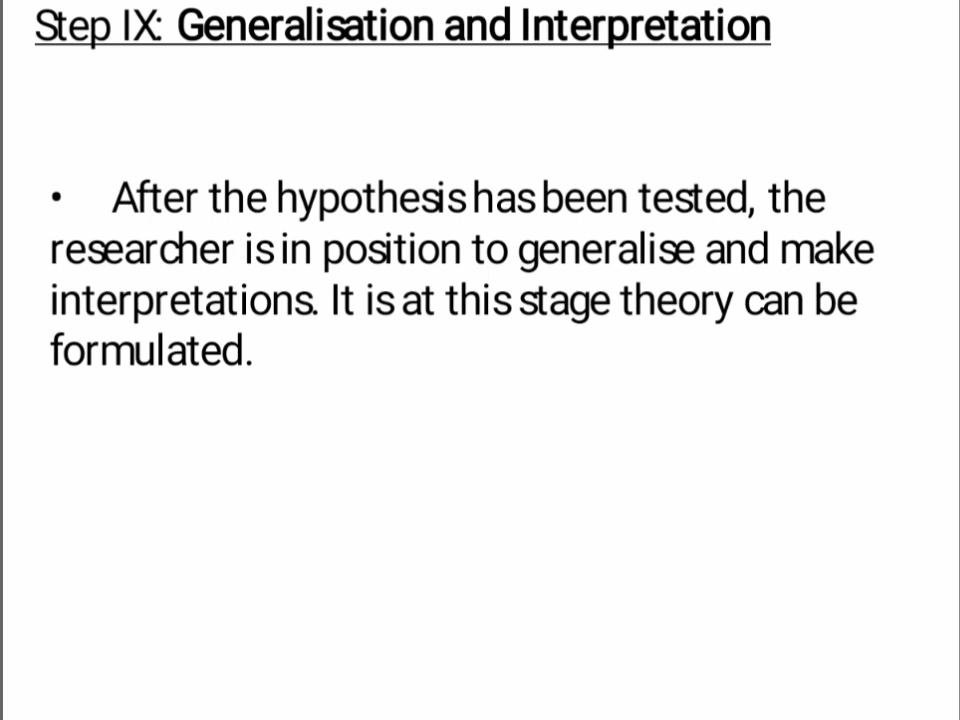 Step IX: Generalisation and Interpretation
• After the hypothesis has been tested, the
researcher is in position to generalise and make
interpretations. It is at this stage theory can be
formulated.